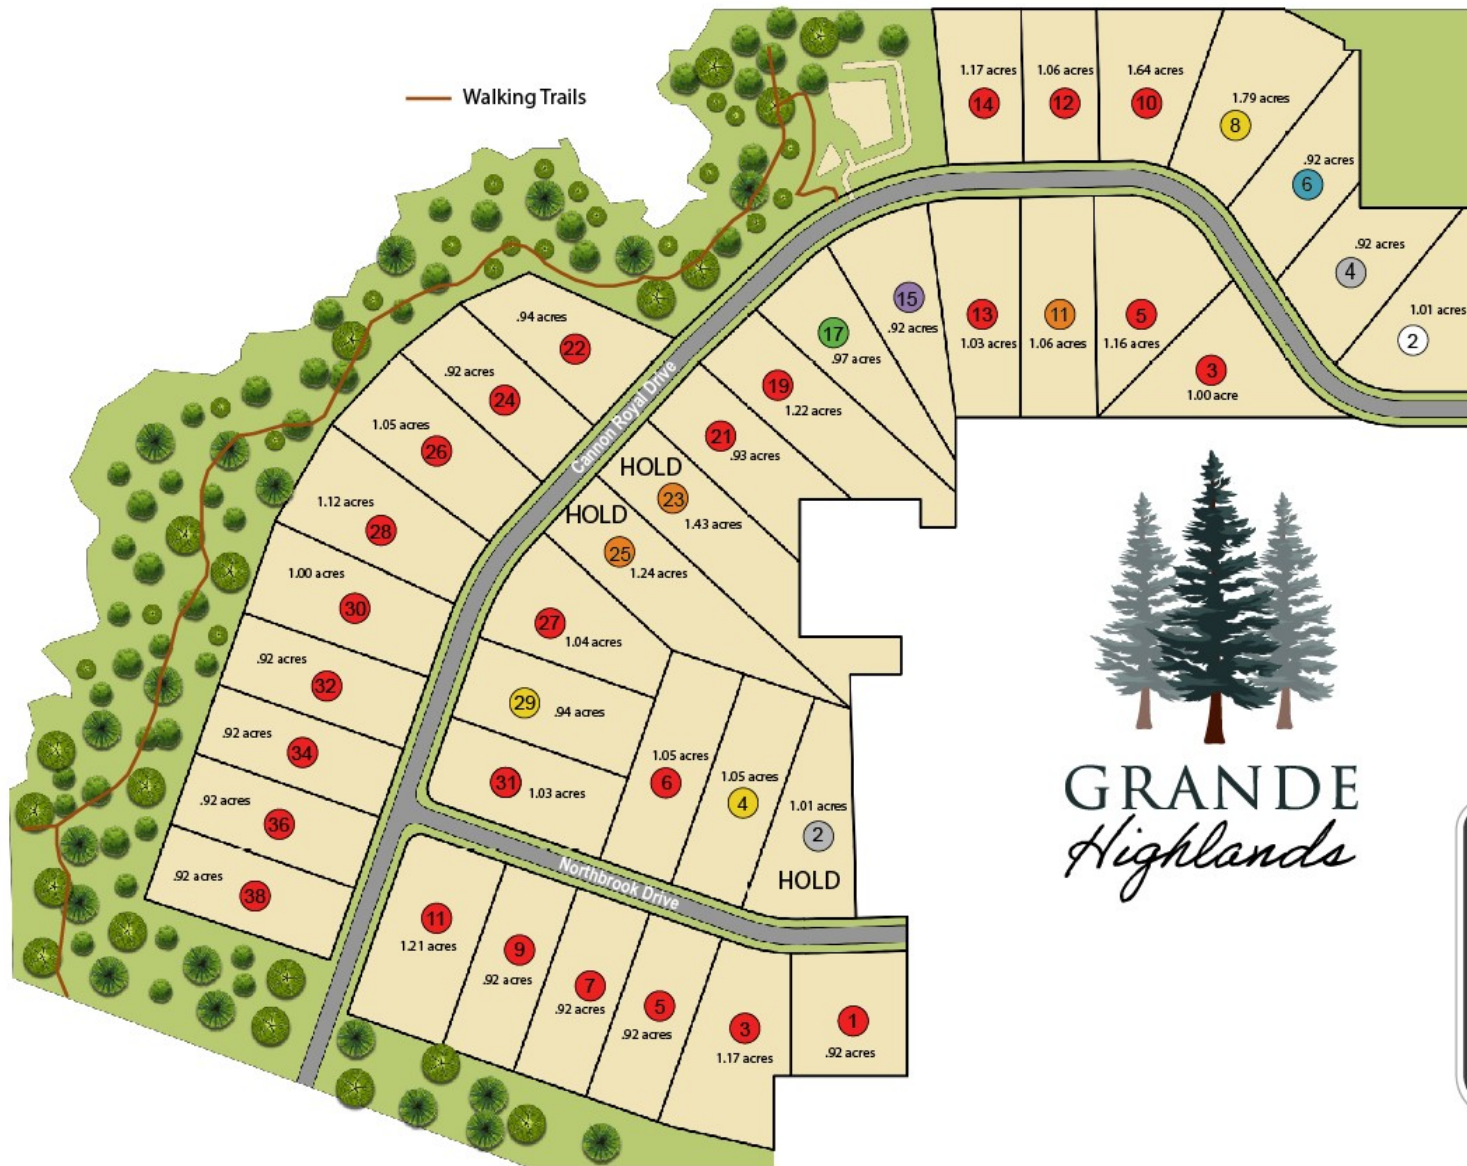 Walking Trails
1.17 acres
14
1.06 acres
12
1.64 acres
10
1.79 acres
8
.92 acres
6
.92 acres
4
1.01 acres
2
15
.92 acres
13
1.03 acres
11
1.06 acres
5
1.16 acres
3
1.00 acre
17
.97 acres
19
1.22 acres
21
.93 acres
HOLD
23
1.43 acres
HOLD
25
1.24 acres
Cannon Royal Drive
.94 acres
22
.92 acres
24
1.05 acres
26
1.12 acres
28
1.00 acres
30
.92 acres
32
.92 acres
34
.92 acres
36
.92 acres
38
27
1.04 acres
29
.94 acres
31
1.03 acres
1.05 acres
6
1.05 acres
4
1.01 acres
2
HOLD
Northbrook Drive
11
1.21 acres
9
.92 acres
7
.92 acres
5
.92 acres
3
1.17 acres
1
.92 acres
GRANDE
Highlands